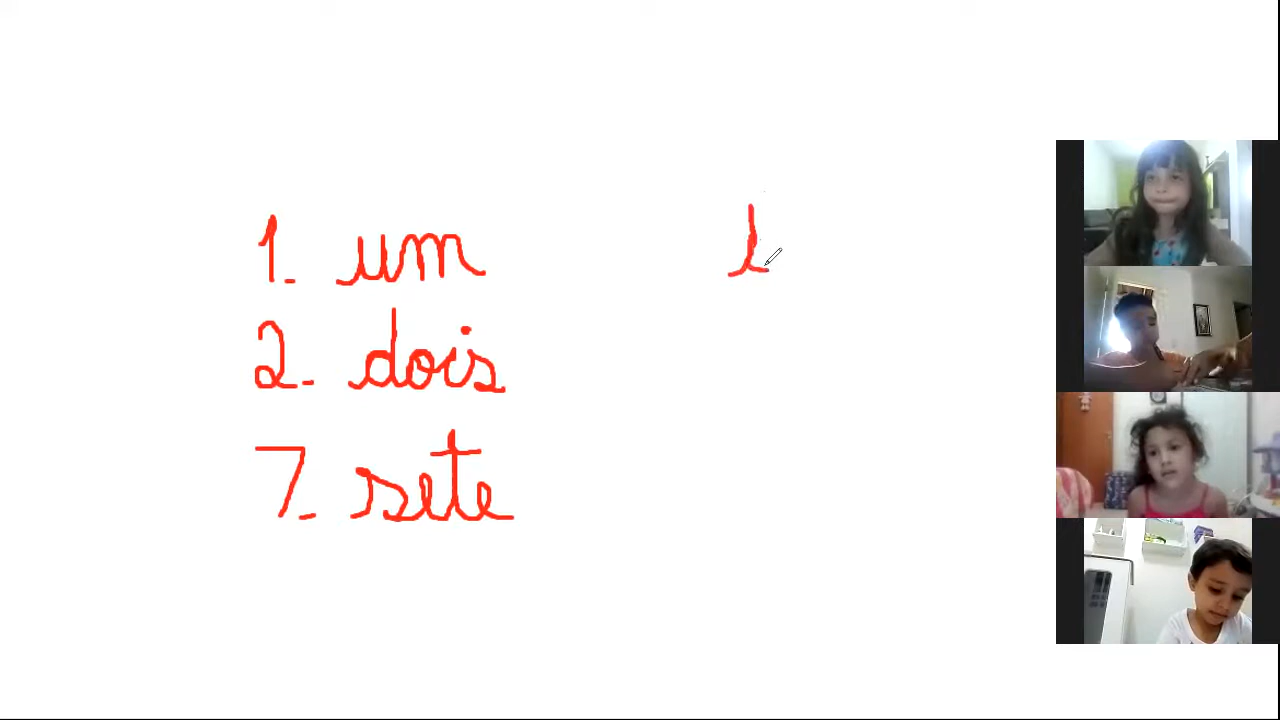 1. um
2. dois
7. sete